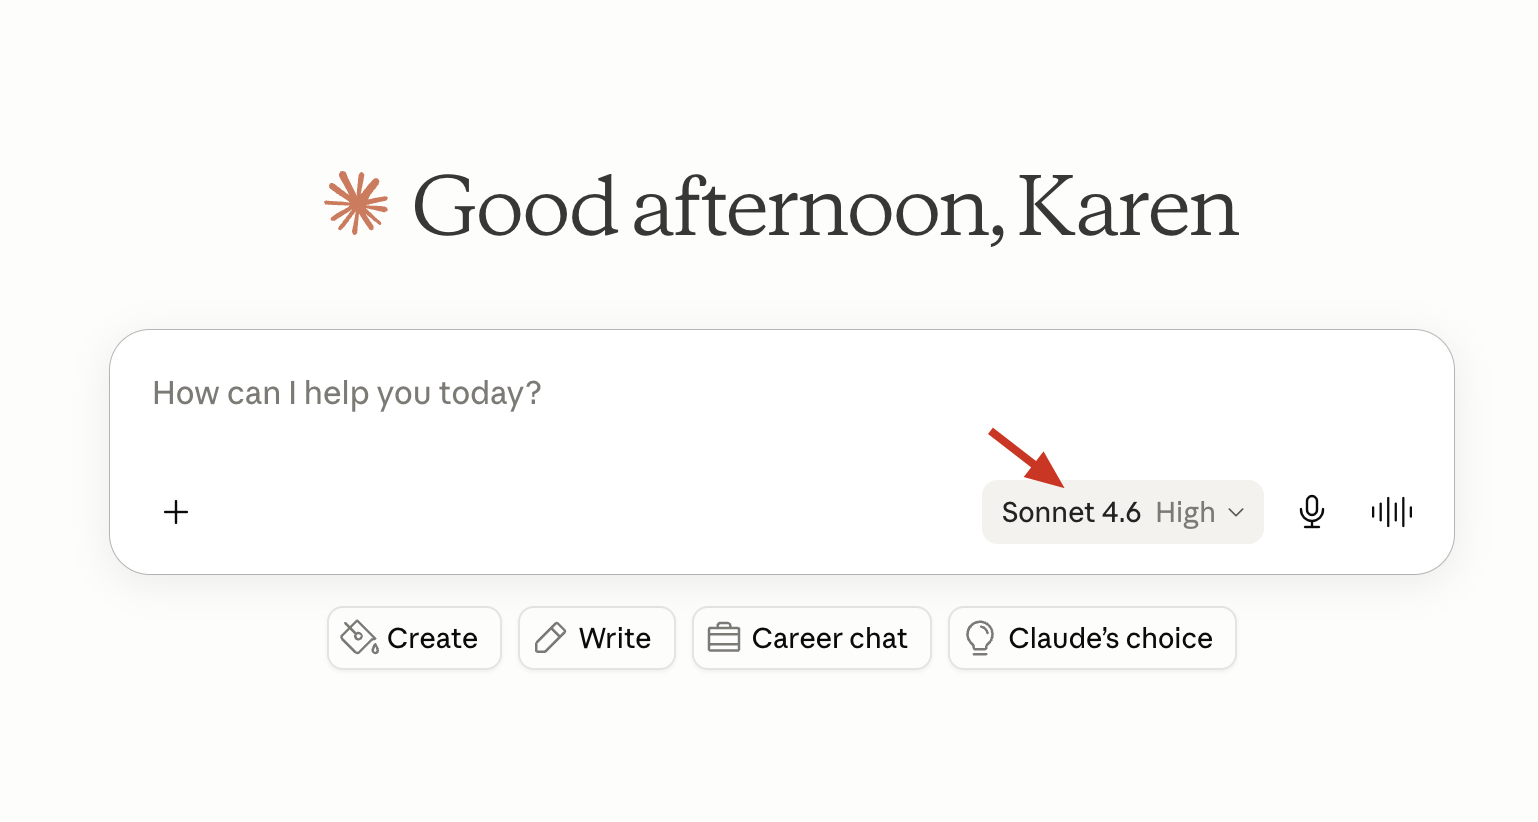 Good afternoon, Karen
How can I help you today?
Sonnet 4.6 High
Create Write Career chat Claude’s choice